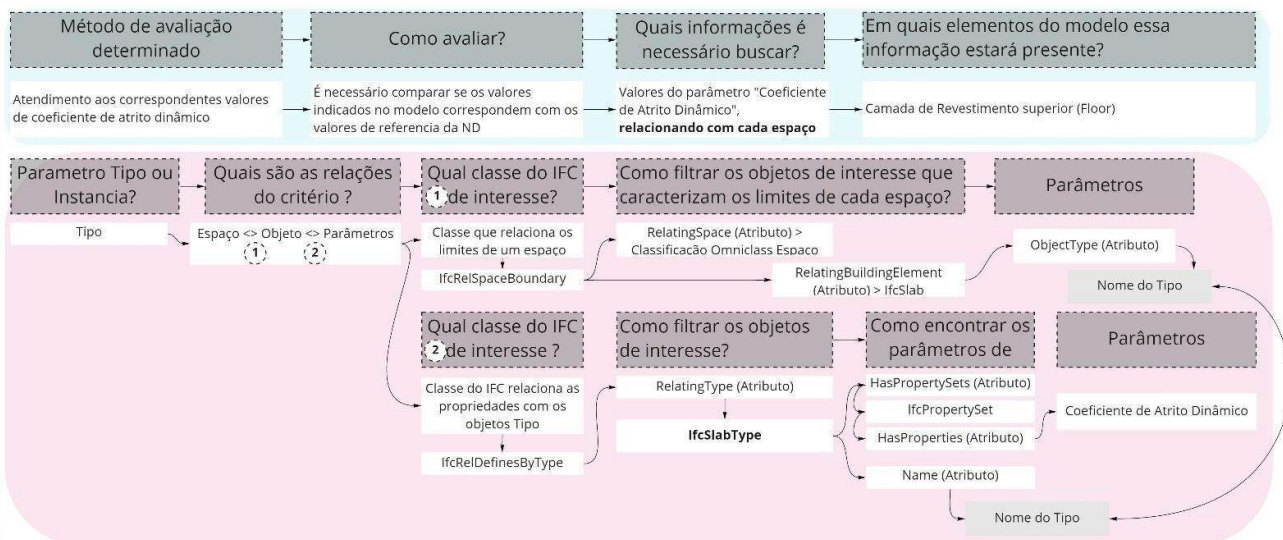 Método de avaliação
determinado
Como avaliar?
Quais informações é
necessário buscar?
Em quais elementos do modelo essa
informação estará presente?
Atendimento aos correspondentes valores
de coeficiente de atrito dinâmico
É necessário comparar se os valores
indicados no modelo correspondem com os
valores de referencia da ND
Valores do parâmetro "Coeficiente
de Atrito Dinâmico",
relacionando com cada espaço
Camada de Revestimento superior (Floor)
Parametro Tipo ou
Instancia?
Quais são as relações
do critério ?
Qual classe do IFC
1 de interesse?
Como filtrar os objetos de interesse que
caracterizam os limites de cada espaço?
Parâmetros
Tipo
Espaço <> Objeto <> Parâmetros
1
2
Classe que relaciona os
limites de um espaço
IfcRelSpaceBoundary
RelatingSpace (Atributo) >
Classificação Omniclass Espaco
RelatingBuildingElement
(Atributo) > IfcSlab
ObjectType (Atributo)
Nome do Tipo
Qual classe do IFC
2 de interesse ?
Como filtrar os objetos
de interesse?
Como encontrar os
parâmetros de
Parâmetros
Classe do IFC relaciona as
propriedades com os
objetos Tipo
IfcRelDefinesByType
RelatingType (Atributo)
IfcSlabType
HasPropertySets (Atributo)
IfcPropertySet
HasProperties (Atributo)
Coeficiente de Atrito Dinâmico
Name (Atributo)
Nome do Tipo